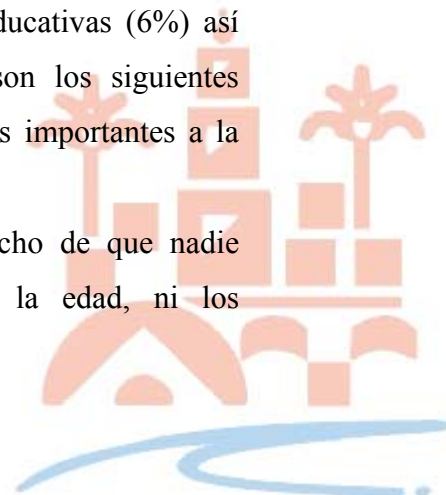 ducativas (6%) así
son los siguientes
s importantes a la
cho de que nadie
la edad, ni los